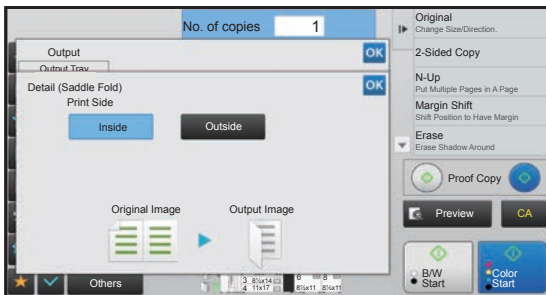 No. of copies 1
Output OK
Output Tray
Detail (Saddle Fold) OK
Print Side
Inside Outside
Original Image Output Image
Others
3 8½x14
4 11x17
6 8
8½x11 8½x11
Original
Change Size/Direction.
2-Sided Copy
N-Up
Put Multiple Pages in A Page
Margin Shift
Shift Position to Have Margin
Erase
Erase Shadow Around
Proof Copy
Preview CA
B/W
Start
Color
Start